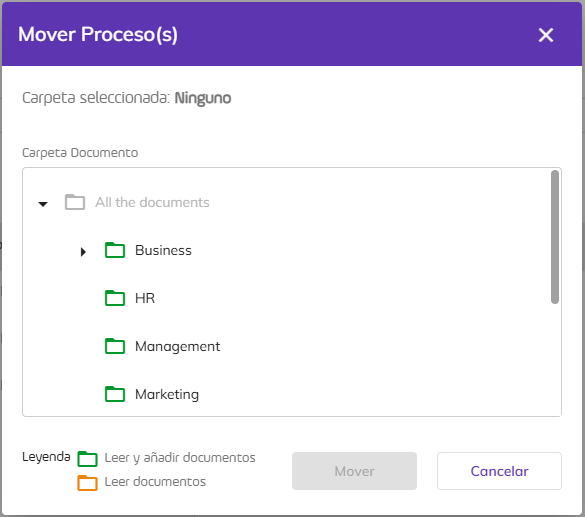 Mover Proceso(s)
Carpeta seleccionada: Ninguno
Carpeta Documento
All the documents
Business
HR
Management
Marketing
Leyenda Leer y añadir documentos
Leer documentos
Mover
Cancelar